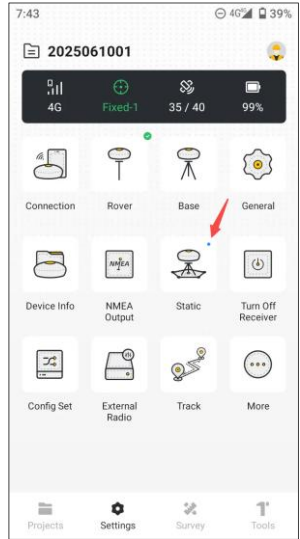 7:43
4G
2025061001
4G Fixed-1 35 / 40 99%
Connection Rover Base General
NMEA
Device Info NMEA Output Static Turn Off Receiver
Config Set External Radio Track More
Projects Settings Survey Tools